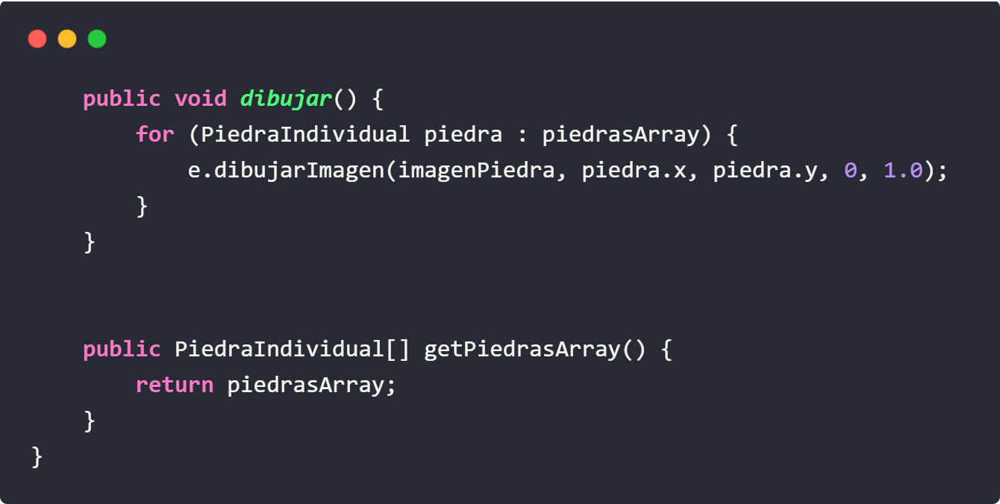 public void dibujar() {
for (PiedraIndividual piedra : piedrasArray) {
e.dibujarImagen(imagenPiedra, piedra.x, piedra.y, 0, 1.0);
}
}
public PiedraIndividual[] getPiedrasArray() {
return piedrasArray;
}
}